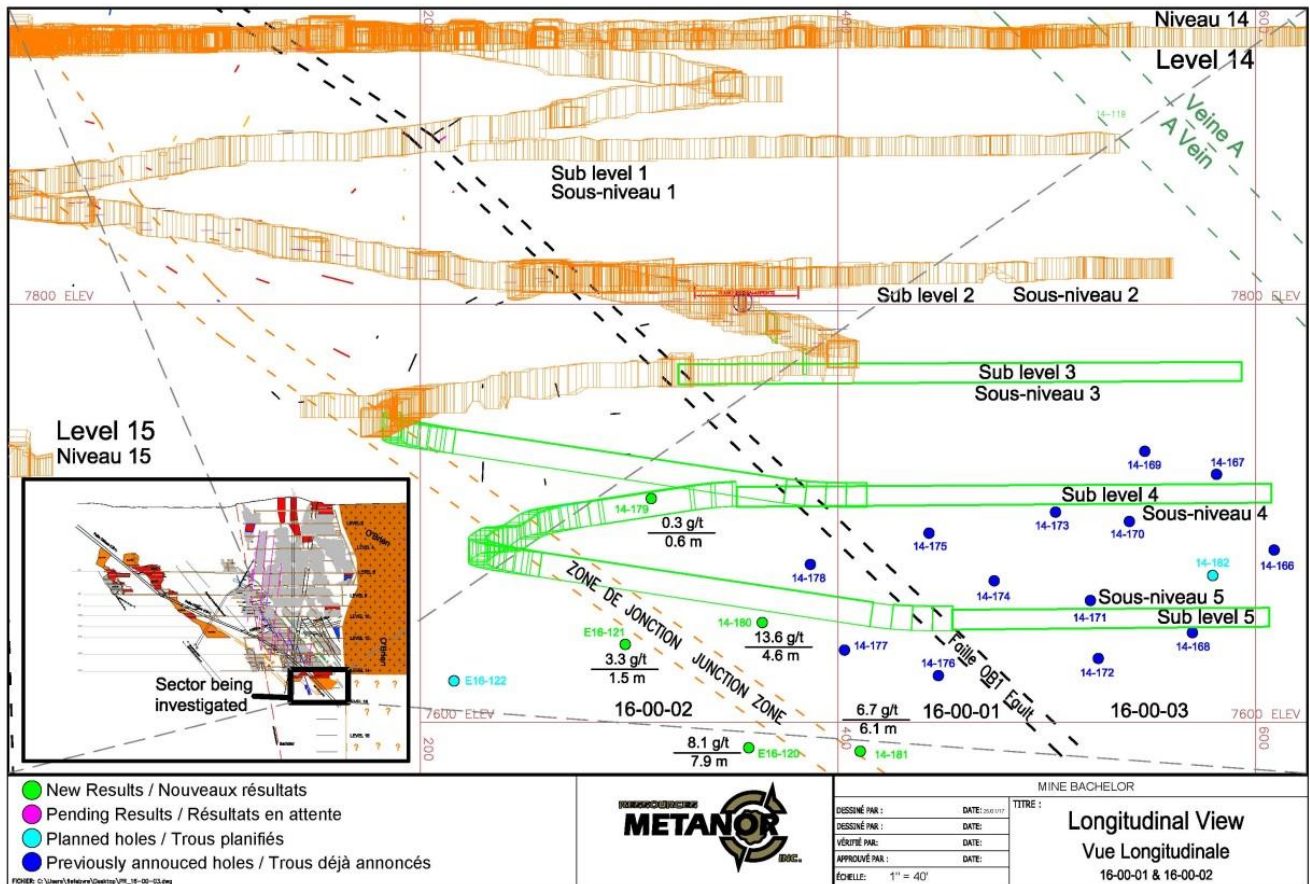 200
400
600
Niveau 14
Level 14
14-119
Veine A
A Vein
Sub level 1
Sous-niveau 1
7800 ELEV
Sub level 2
Sous-niveau 2
7800 ELEV
Sub level 3
Sous-niveau 3
Level 15
Niveau 15
14-169
14-167
Sub level 4
Sous-niveau 4
14-179
0.3 g/t
0.6 m
14-173
14-170
14-175
14-166
14-178
14-182
14-174
ZONE DE JONCTION JUNCTION ZONE
Sous-niveau 5
14-171
Sub level 5
14-180
13.6 g/t
4.6 m
E16-121
3.3 g/t
1.5 m
14-177
14-168
14-176
14-172
Faille OB1 Fault
E16-122
O'Brien
O'Brien
? ? ?
Sector being
investigated
16-00-02
6.7 g/t
6.1 m
16-00-01
16-00-03
7600 ELEV
7600 ELEV
8.1 g/t
7.9 m
E16-120
14-181
200
400
600
New Results / Nouveaux résultats
Pending Results / Résultats en attente
Planned holes / Trous planifiés
Previously annouced holes / Trous déjà annoncés
RESSOURCES
METANOR
INC.
MINE BACHELOR
DESSINÉ PAR :
DATE:
DESSINÉ PAR :
DATE:
VÉRIFIÉ PAR:
DATE:
APPROUVÉ PAR :
DATE:
ÉCHELLE: 1" = 40'
TITRE :
Longitudinal View
Vue Longitudinale
16-00-01 & 16-00-02